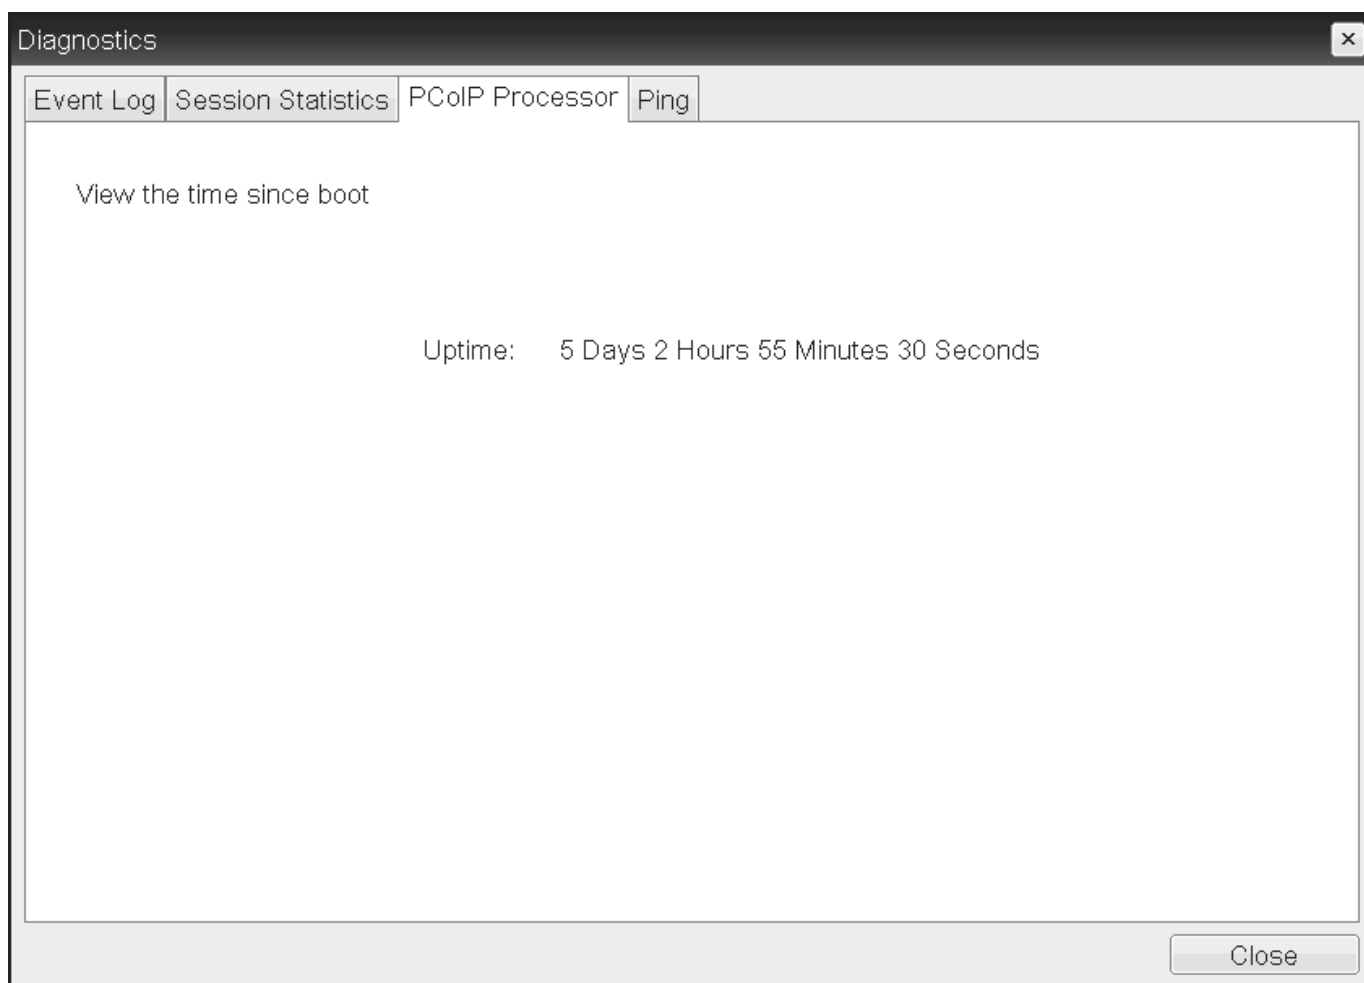 Diagnostics
Event Log Session Statistics PCoIP Processor Ping
View the time since boot
Uptime: 5 Days 2 Hours 55 Minutes 30 Seconds
Close